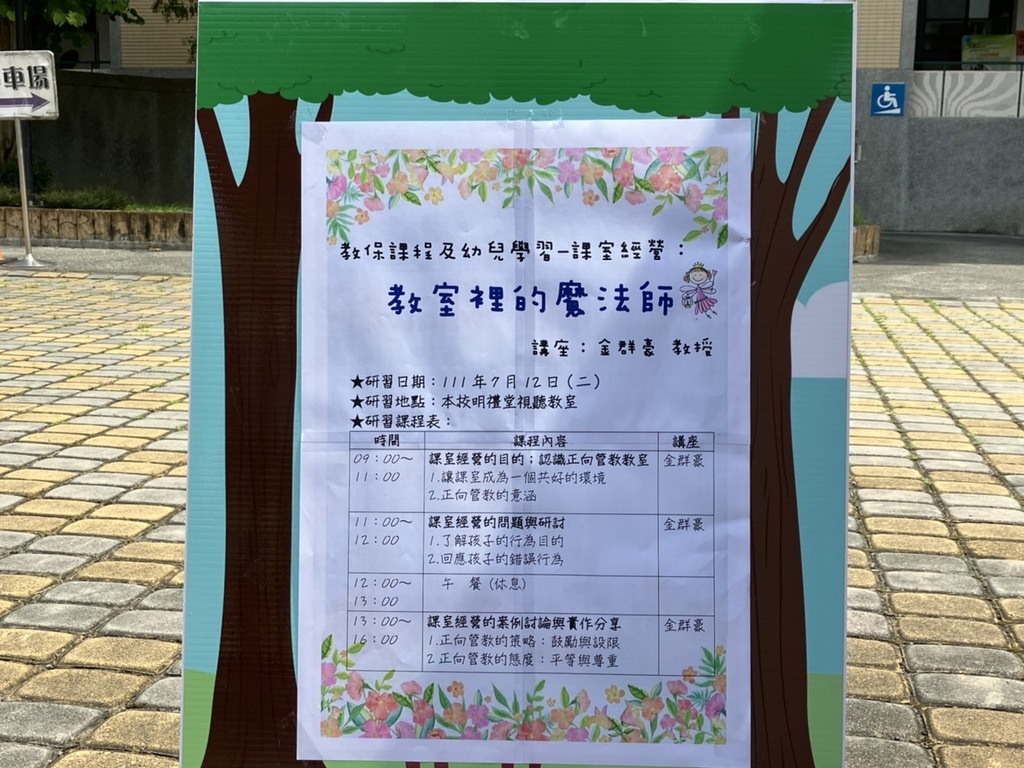 車場
教保課程及幼兒學習—課室經營：
教室裡的魔法師
講座：金群豪 教授
★研習日期：111年7月12日(二)
★研習地點：本校明禮堂視聽教室
★研習課程表：
時間 課程內容 講座
09：00～ 課室經營的目的；認識正向管教教室 金群豪
11：00 1.讓課室成為一個共好的環境
2.正向管教的意涵
11：00～ 課室經營的問題與研討 金群豪
12：00 1.了解孩子的行為目的
2.回應孩子的錯誤行為
12：00～ 午 餐 (休息)
13：00
13：00～ 課室經營的案例討論與實作分享 金群豪
16：00 1.正向管教的策略：鼓勵與設限
2正向管教的態度：平等與尊重